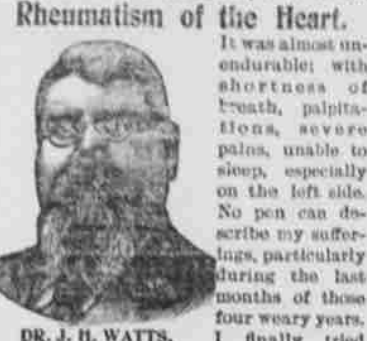 Rheumatism of the Heart.
It was almost un-
endurable; with
shortness of
breath, palpita-
tions, severe
pains, unable to
sleep, especially
on the left side.
No pen can de-
scribe my suffer-
ings, particularly
during the last
months of those
four weary years.
I finally tried
DR. J. H. WATTS.